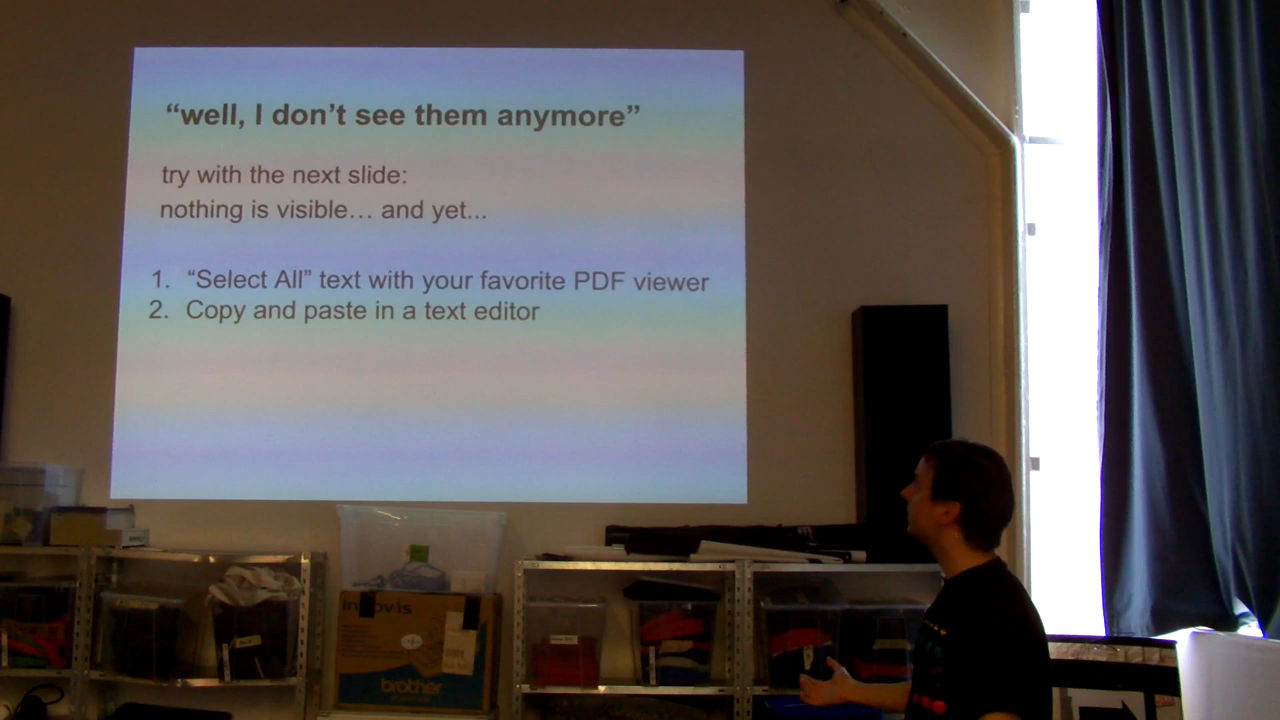 “well, I don’t see them anymore”
try with the next slide:
nothing is visible… and yet...
1. “Select All” text with your favorite PDF viewer
2. Copy and paste in a text editor
brother